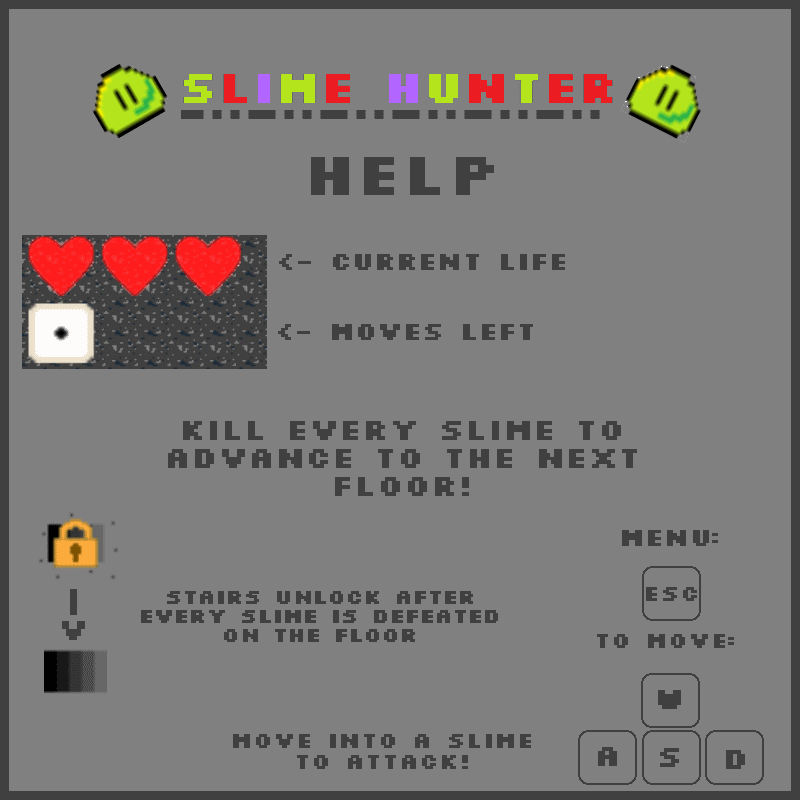 SLIME HUNTER
HELP
<- CURRENT LIFE
<- MOVES LEFT
KILL EVERY SLIME TO
ADVANCE TO THE NEXT
FLOOR!
MENU:
ESC
STAIRS UNLOCK AFTER
EVERY SLIME IS DEFEATED
ON THE FLOOR
TO MOVE:
W
A S D
MOVE INTO A SLIME
TO ATTACK!